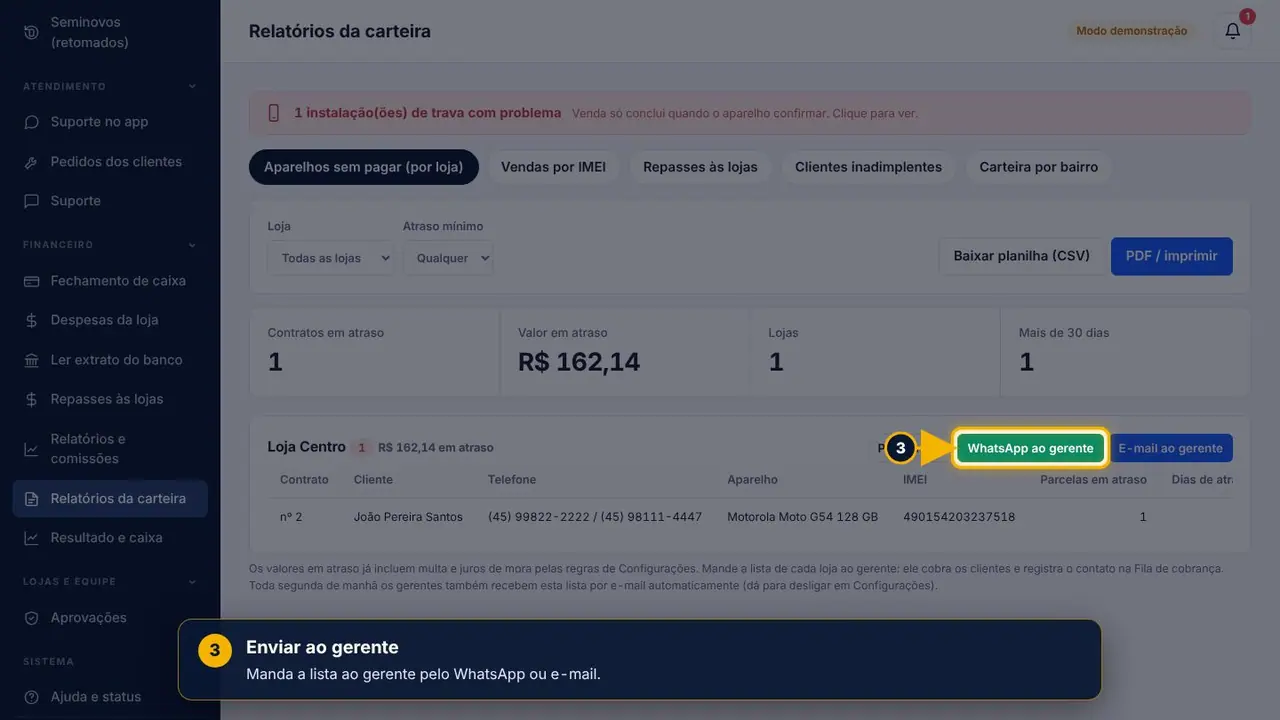 Seminovos
(retomados)
ATENDIMENTO
Suporte no app
Pedidos dos clientes
Suporte
FINANCEIRO
Fechamento de caixa
Despesas da loja
Ler extrato do banco
Repasses às lojas
Relatórios e
comissões
Relatórios da carteira
Resultado e caixa
LOJAS E EQUIPE
Aprovações
SISTEMA
Ajuda e status
Relatórios da carteira
Modo demonstração
1
1 instalação(ões) de trava com problema Venda só conclui quando o aparelho confirmar. Clique para ver.
Aparelhos sem pagar (por loja) Vendas por IMEI Repasses às lojas Clientes inadimplentes Carteira por bairro
Loja Atraso mínimo
Todas as lojas Qualquer Baixar planilha (CSV) PDF / imprimir
Contratos em atraso Valor em atraso Lojas Mais de 30 dias
1 R$ 162,14 1 1
Loja Centro 1 R$ 162,14 em atraso 3 WhatsApp ao gerente E-mail ao gerente
Contrato Cliente Telefone Aparelho IMEI Parcelas em atraso Dias de atr
nº 2 João Pereira Santos (45) 99822-2222 / (45) 98111-4447 Motorola Moto G54 128 GB 490154203237518 1
Os valores em atraso já incluem multa e juros de mora pelas regras de Configurações. Mande a lista de cada loja ao gerente: ele cobra os clientes e registra o contato na Fila de cobrança.
Toda segunda de manhã os gerentes também recebem esta lista por e-mail automaticamente (dá para desligar em Configurações).
3 Enviar ao gerente
Manda a lista ao gerente pelo WhatsApp ou e-mail.